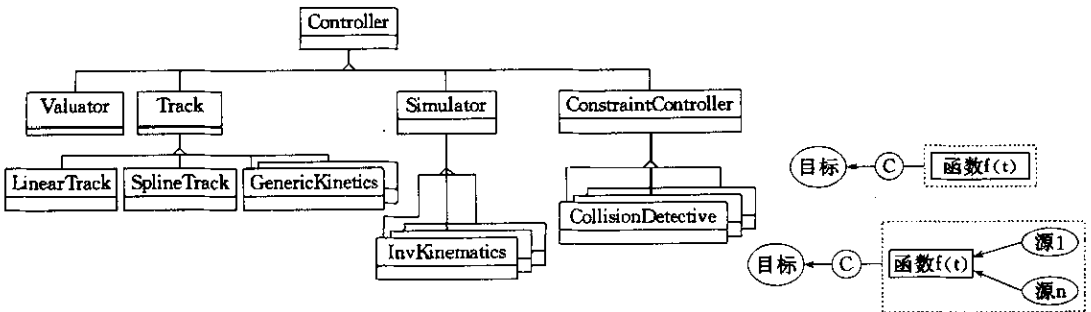 Controller
Valuator
Track
Simulator
ConstraintController
LinearTrack
SplineTrack
GenericKinetics
InvKinematics
CollisionDetective
目标
C
函数f(t)
目标
C
函数f(t)
源1
源n